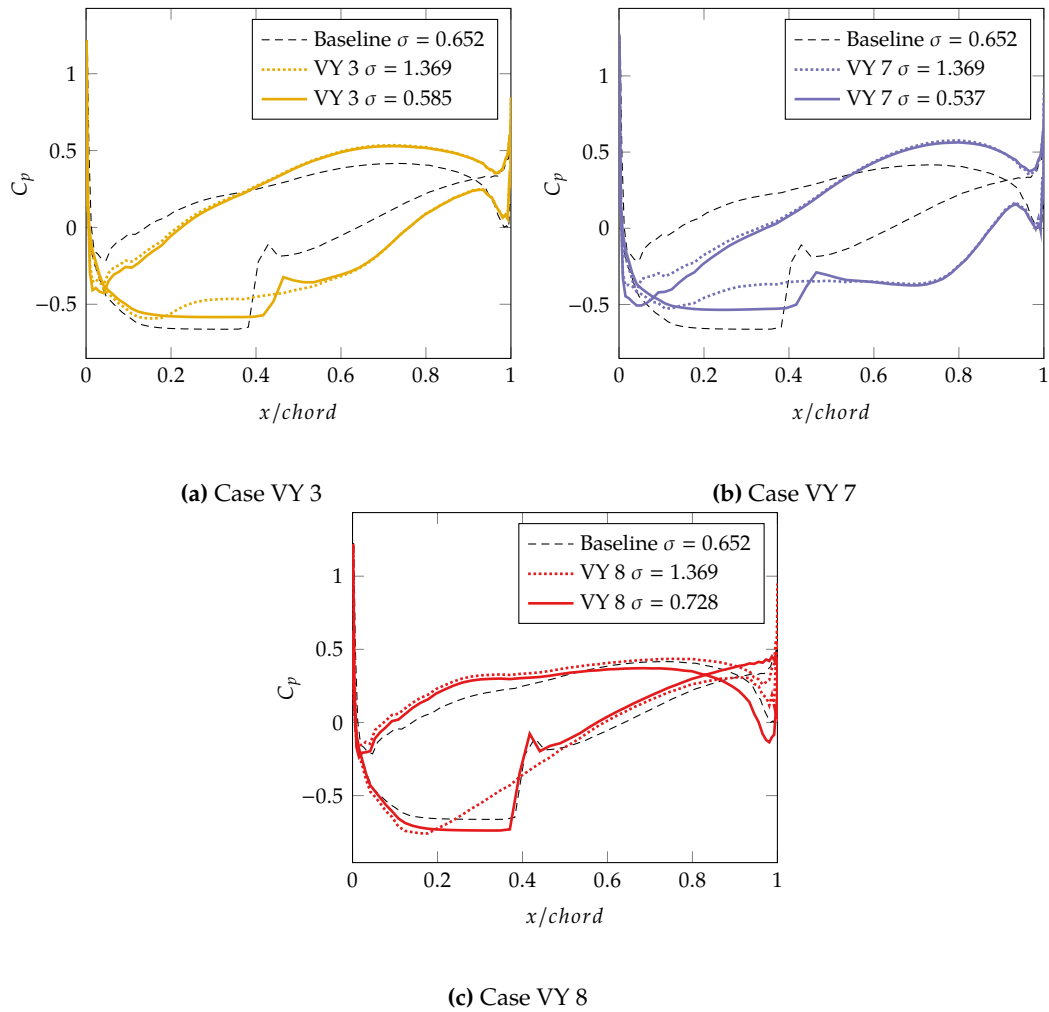 Baseline σ = 0.652
VY 3 σ = 1.369
VY 3 σ = 0.585
1
0.5
0
−0.5
C_p
0 0.2 0.4 0.6 0.8 1
x/chord
(a) Case VY 3
Baseline σ = 0.652
VY 7 σ = 1.369
VY 7 σ = 0.537
1
0.5
0
−0.5
C_p
0 0.2 0.4 0.6 0.8 1
x/chord
(b) Case VY 7
Baseline σ = 0.652
VY 8 σ = 1.369
VY 8 σ = 0.728
1
0.5
0
−0.5
C_p
0 0.2 0.4 0.6 0.8 1
x/chord
(c) Case VY 8